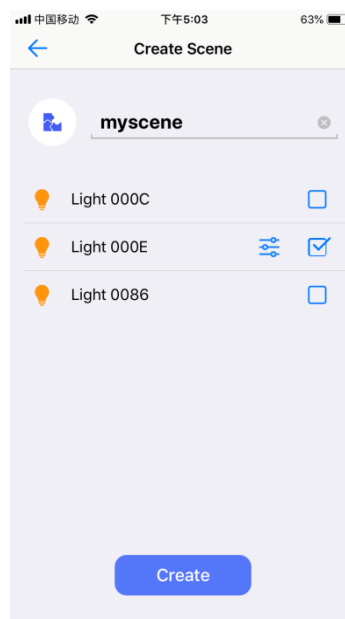 中国移动 下午5:03 63%
Create Scene
myscene
Light 000C
Light 000E
Light 0086
Create